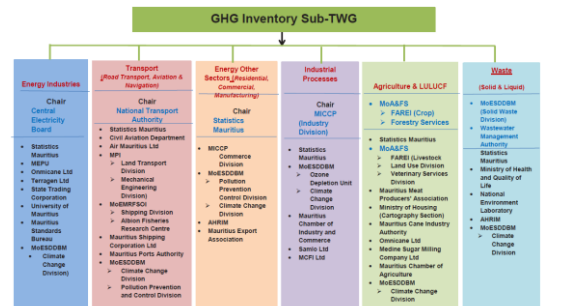 GHG Inventory Sub-TWG
Energy Industries
Chair
Central
Electricity
Board
Statistics
Mauritius
MEPU
Omnicane Ltd
Terragen Ltd
State Trading
Corporation
University of
Mauritius
Mauritius
Standards
Bureau
MoESDDBM
Climate
Change
Division)
Transport
(Road Transport, Aviation &
Navigation)
Chair
National Transport
Authority
Statistics Mauritius
Civil Aviation Department
Air Mauritius Ltd
MPI
Land Transport
Division
Mechanical
Engineering
Division)
MoEMRFSOI
Shipping Division
Albion Fisheries
Research Centre
Mauritius Shipping
Corporation Ltd
Mauritius Ports Authority
MoESDDBM
Climate Change
Division
Pollution Prevention
and Control Division
Energy Other
Sectors (Residential,
Commercial,
Manufacturing)
Chair
Statistics
Mauritius
MICCP
Commerce
Division
MoESDDBM
Pollution
Prevention
Control Division
Climate Change
Division
AHRIM
Mauritius Export
Association
Industrial
Processes
Chair
MICCP
(Industry
Division)
Statistics
Mauritius
MoESDDBM
Ozone
Depletion Unit
Climate
Change
Division
Mauritius
Chamber of
Industry and
Commerce
Samlo Ltd
MCFI Ltd
Agriculture & LULUCF
MoA&FS
FAREI (Crop)
Forestry Services
Statistics Mauritius
MoA&FS
FAREI (Livestock
Land Use Division
Veterinary Services
Division
Mauritius Meat
Producers' Association
Ministry of Housing
(Cartography Section)
Mauritius Cane Industry
Authority
Omnicane Ltd
Medine Sugar Milling
Company Ltd
Mauritius Chamber of
Agriculture
MoESDDBM
Climate Change
Division
Waste
(Solid & Liquid)
MoESDDBM
(Solid Waste
Division)
Wastewater
Management
Authority
Statistics
Mauritius
Ministry of Health
and Quality of
Life
National
Environment
Laboratory
AHRIM
MoESDDBM
Climate
Change
Division